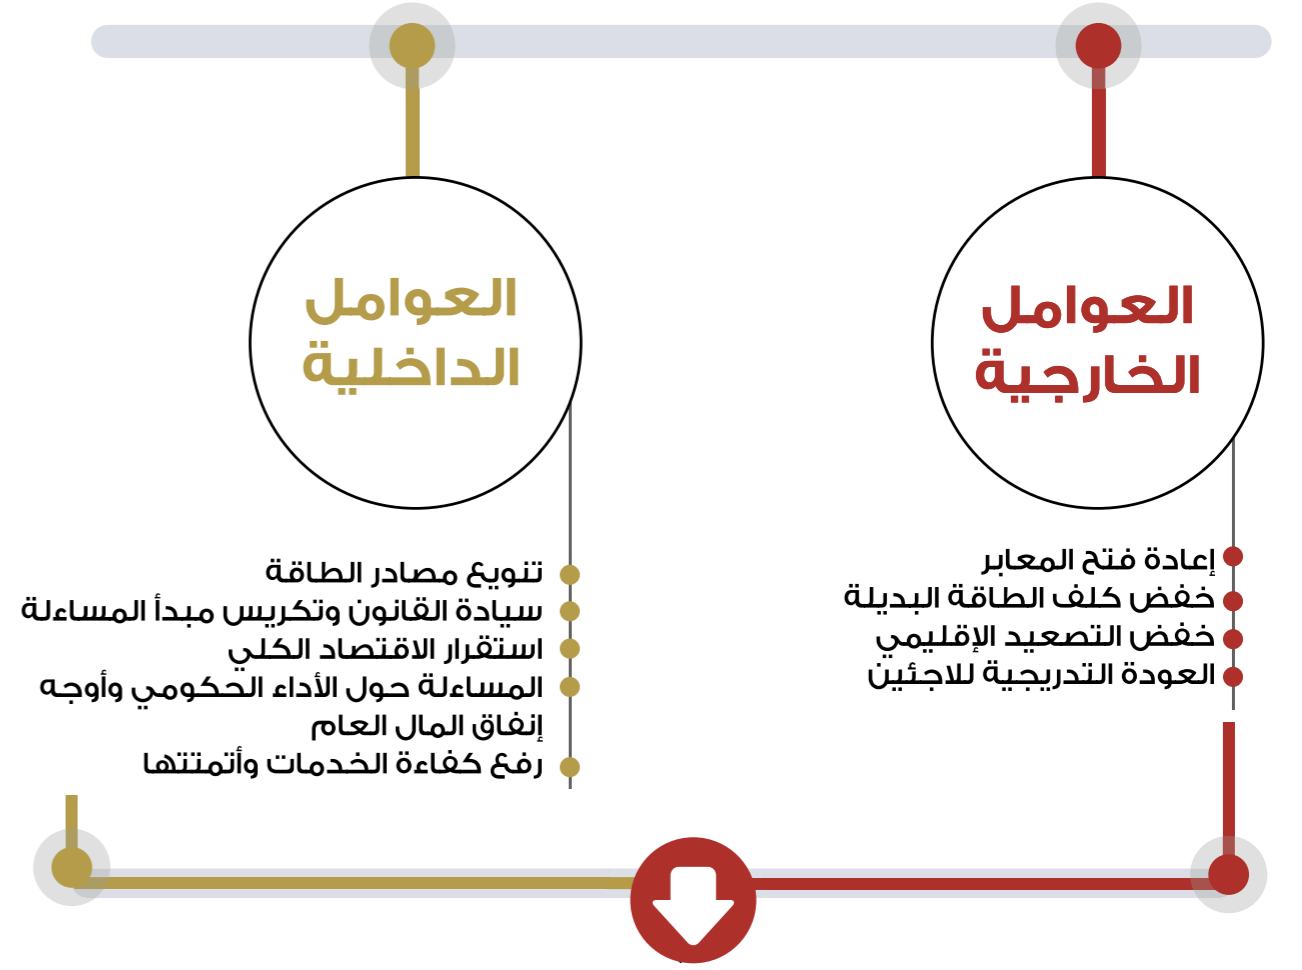 العوامل
الخارجية
إعادة فتح المعابر
خفض كلف الطاقة البديلة
خفض التصعيد الإقليمي
العودة التدريجية للاجئين
العوامل
الداخلية
تنويع مصادر الطاقة
سيادة القانون وتكريس مبدأ المساءلة
استقرار الاقتصاد الكلي
المساءلة حول الأداء الحكومي وأوجه
إنفاق المال العام
رفع كفاءة الخدمات وأتمتتها